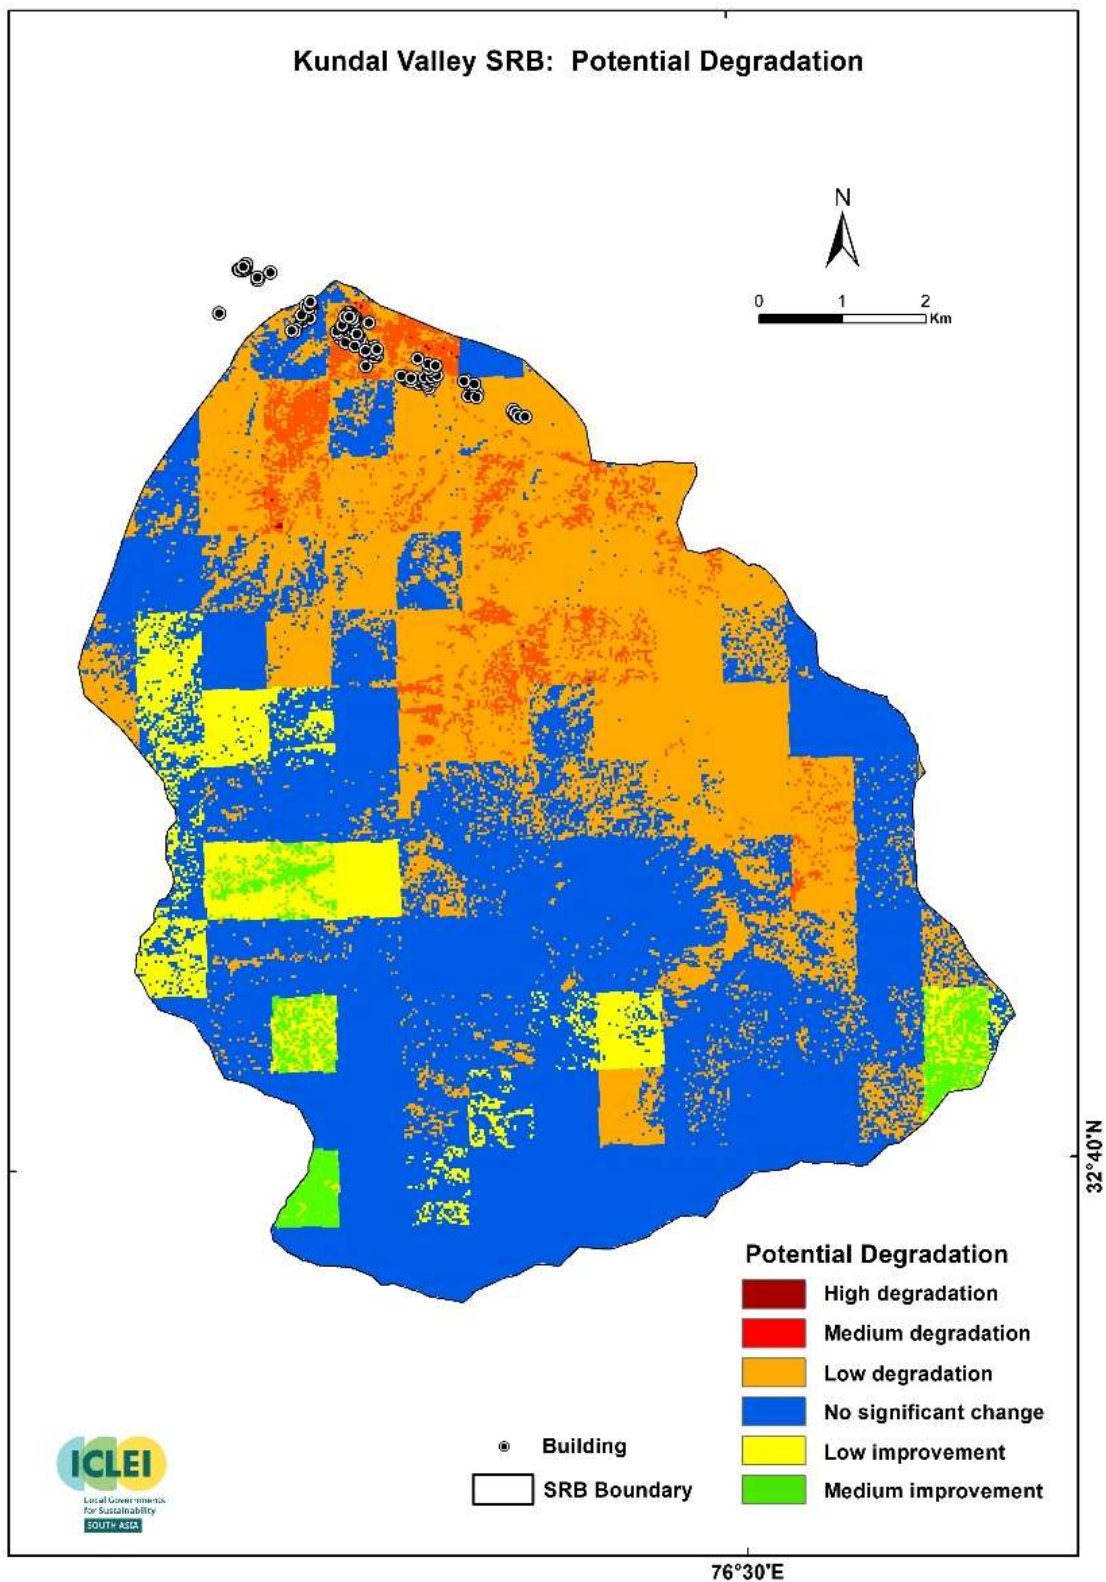 Kundal Valley SRB: Potential Degradation
N
0 1 2
Km
32°40'N
Potential Degradation
High degradation
Medium degradation
Low degradation
No significant change
Low improvement
Medium improvement
Building
SRB Boundary
ICLEI
Local Governments
for Sustainability
SOUTH ASIA
76°30'E